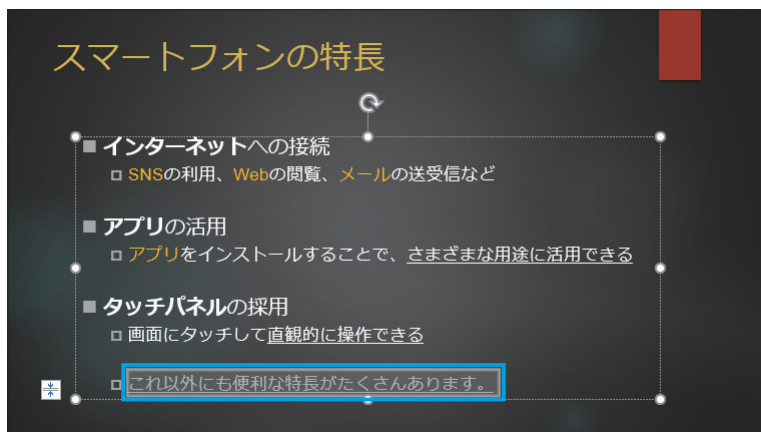 スマートフォンの特長
インターネットへの接続
SNSの利用、Webの閲覧、メールの送受信など
アプリの活用
アプリをインストールすることで、さまざまな用途に活用できる
タッチパネルの採用
画面にタッチして直観的に操作できる
これ以外にも便利な特長がたくさんあります。